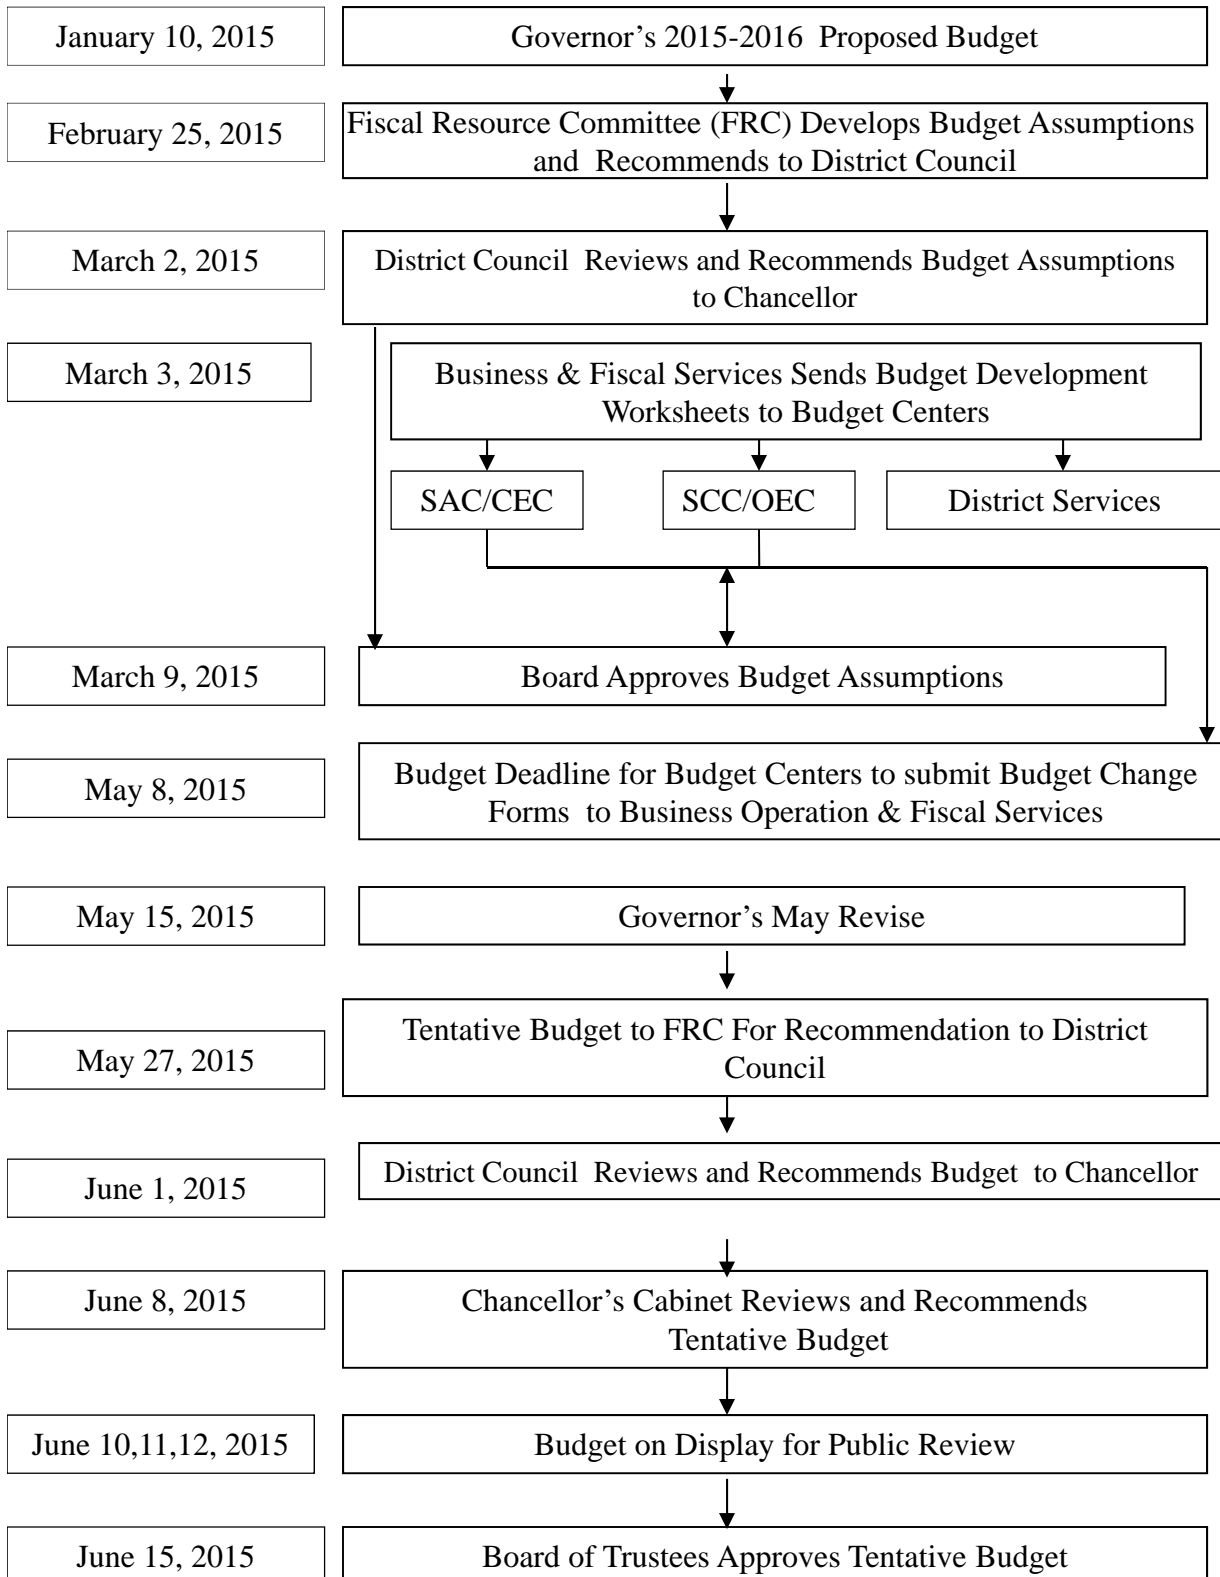 January 10, 2015
Governor’s 2015-2016 Proposed Budget
February 25, 2015
Fiscal Resource Committee (FRC) Develops Budget Assumptions
and Recommends to District Council
March 2, 2015
District Council Reviews and Recommends Budget Assumptions
to Chancellor
March 3, 2015
Business & Fiscal Services Sends Budget Development
Worksheets to Budget Centers
SAC/CEC
SCC/OEC
District Services
March 9, 2015
Board Approves Budget Assumptions
May 8, 2015
Budget Deadline for Budget Centers to submit Budget Change
Forms to Business Operation & Fiscal Services
May 15, 2015
Governor’s May Revise
May 27, 2015
Tentative Budget to FRC For Recommendation to District
Council
June 1, 2015
District Council Reviews and Recommends Budget to Chancellor
June 8, 2015
Chancellor’s Cabinet Reviews and Recommends
Tentative Budget
June 10,11,12, 2015
Budget on Display for Public Review
June 15, 2015
Board of Trustees Approves Tentative Budget